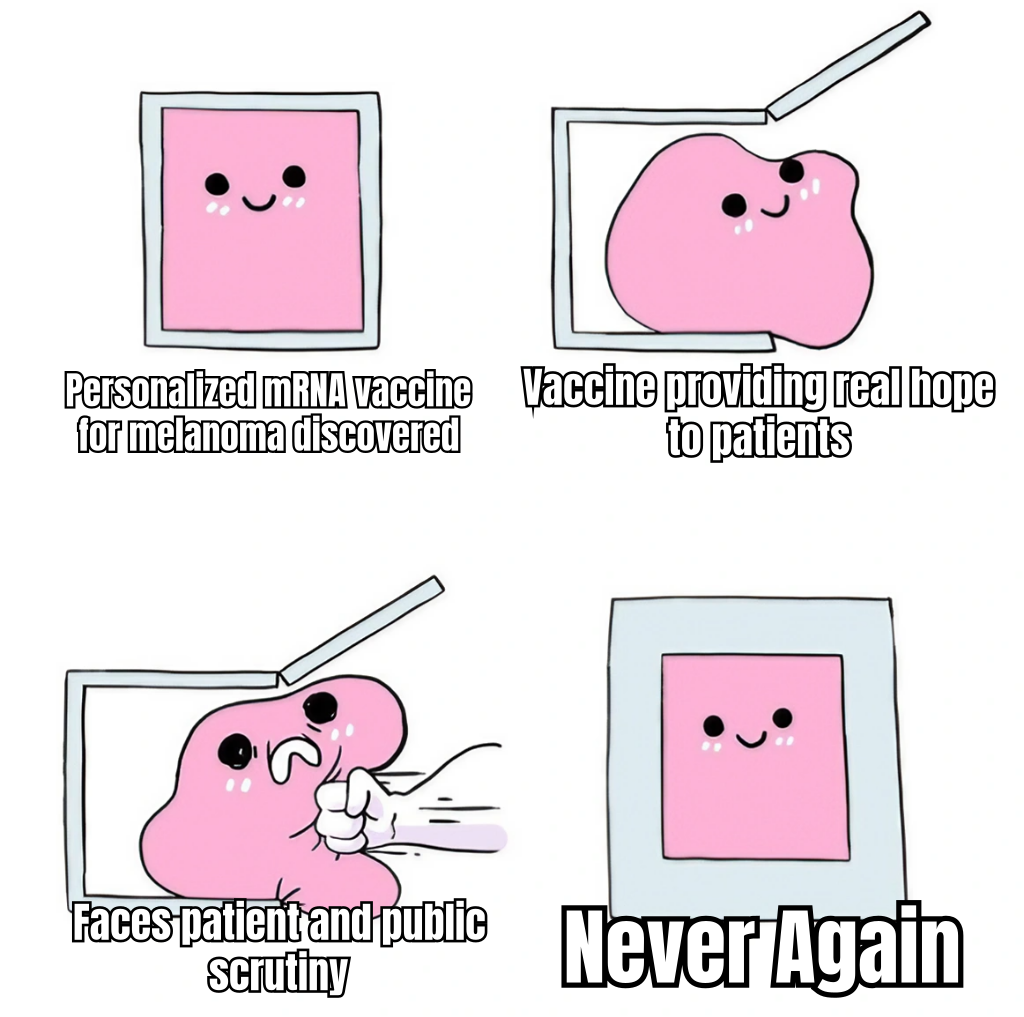 Personalized mRNA vaccine
for melanoma discovered
Vaccine providing real hope
to patients
Faces patient and public
scrutiny
Never Again